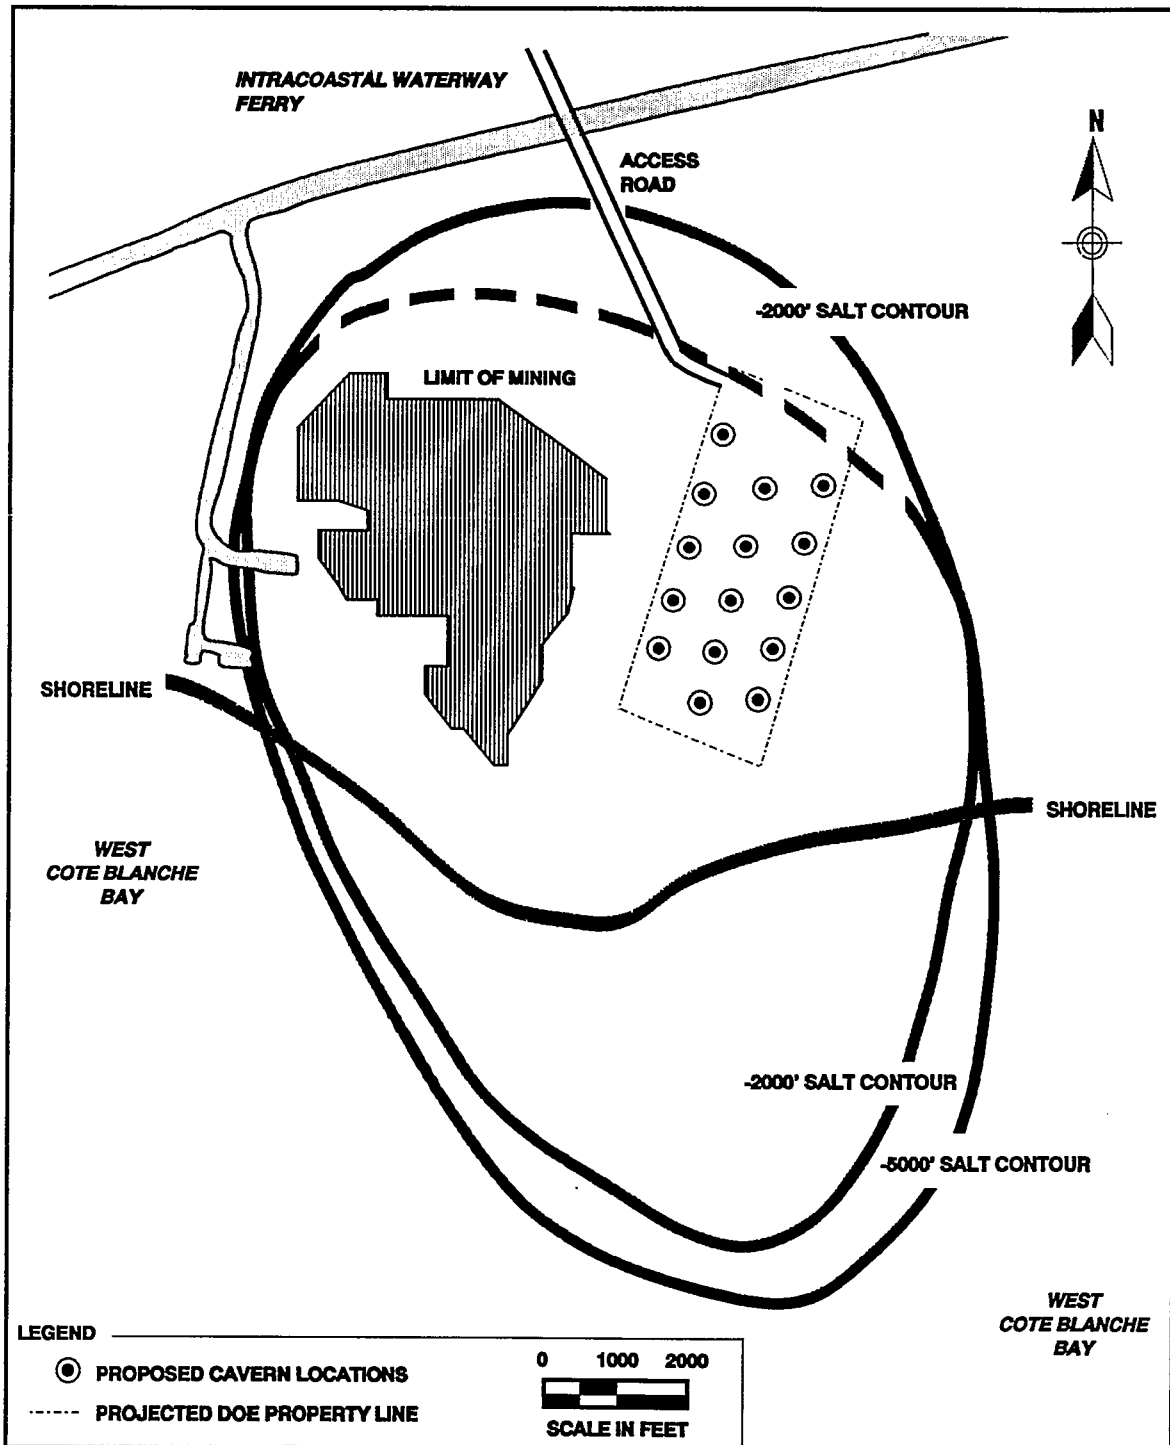 INTRACOASTAL WATERWAY
FERRY
N
ACCESS
ROAD
-2000' SALT CONTOUR
LIMIT OF MINING
SHORELINE
SHORELINE
WEST
COTE BLANCHE
BAY
-2000' SALT CONTOUR
-5000' SALT CONTOUR
WEST
COTE BLANCHE
BAY
LEGEND
PROPOSED CAVERN LOCATIONS
PROJECTED DOE PROPERTY LINE
0 1000 2000
SCALE IN FEET